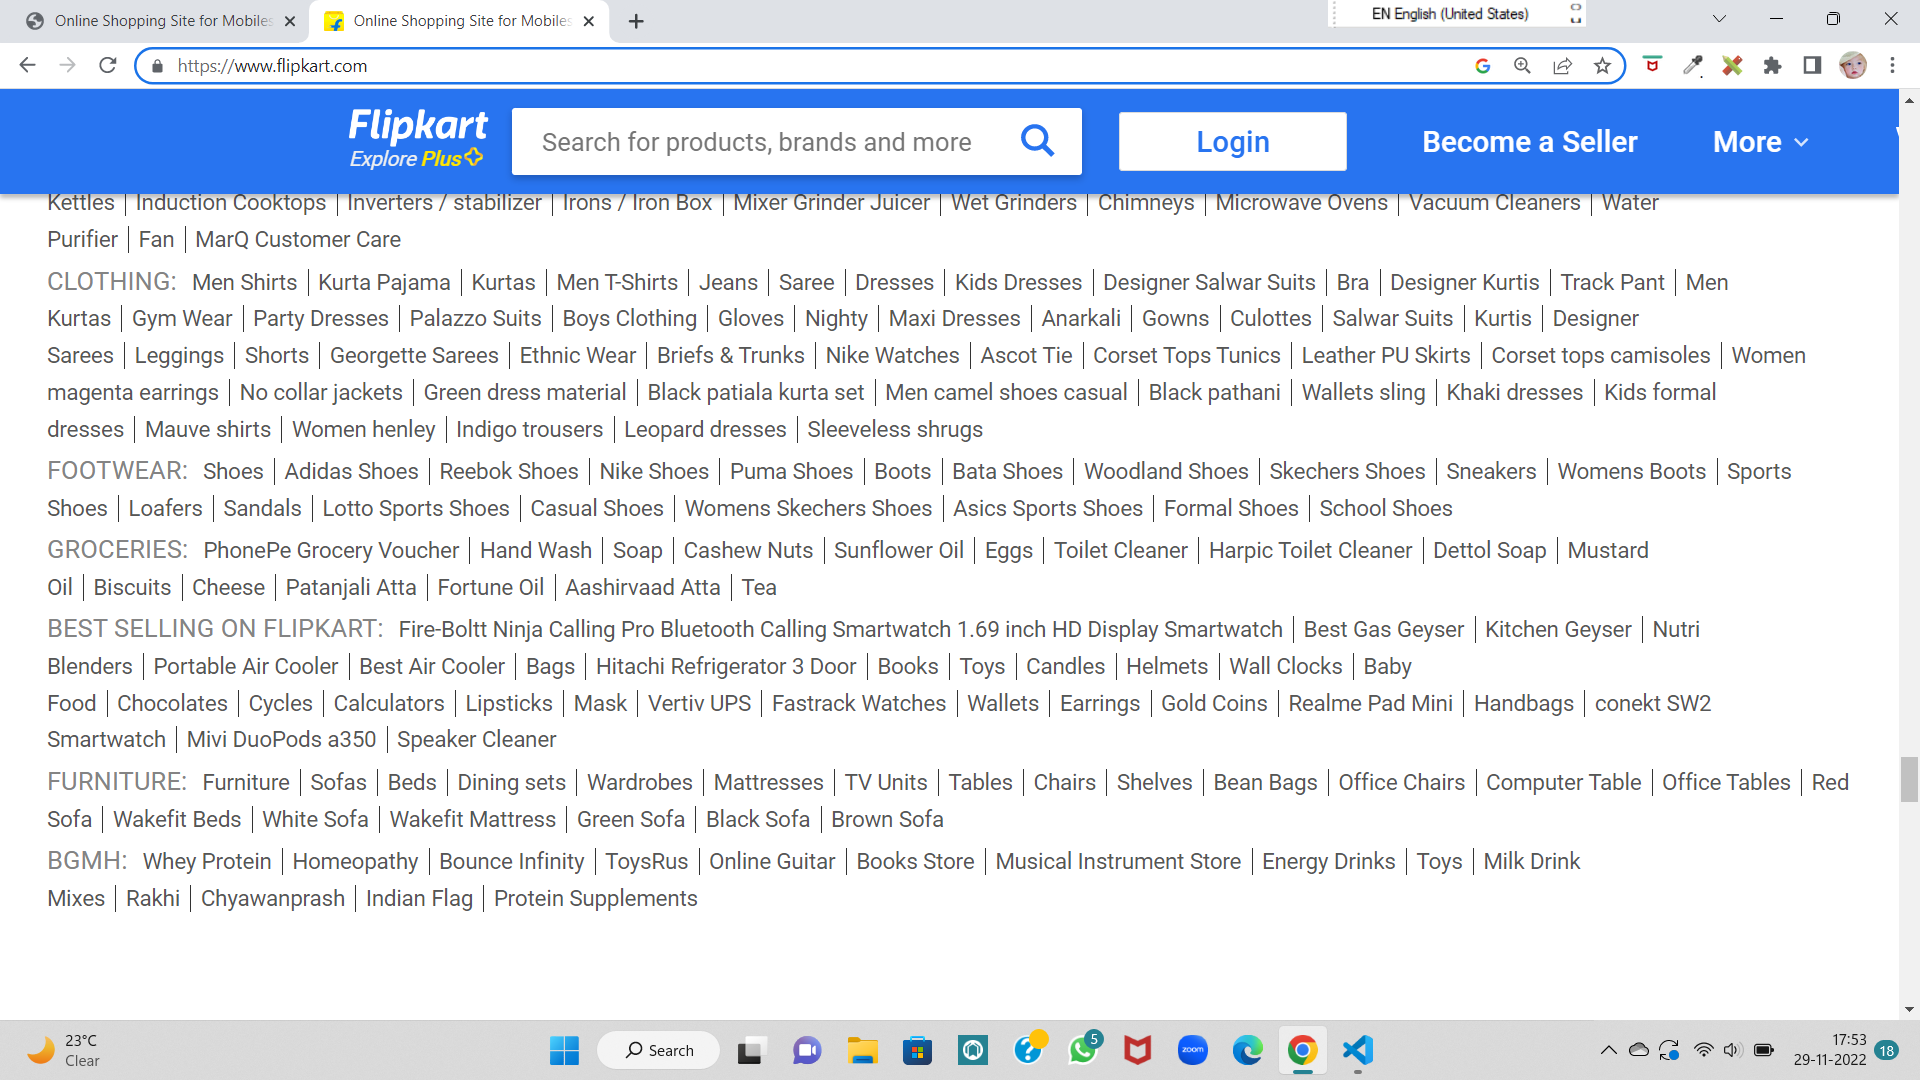 Online Shopping Site for Mobiles
Online Shopping Site for Mobiles
EN English (United States)
https://www.flipkart.com
Flipkart
Explore Plus
Search for products, brands and more
Login
Become a Seller
More
Kettles | Induction Cooktops | Inverters / stabilizer | Irons / Iron Box | Mixer Grinder Juicer | Wet Grinders | Chimneys | Microwave Ovens | Vacuum Cleaners | Water
Purifier | Fan | MarQ Customer Care
CLOTHING: Men Shirts | Kurta Pajama | Kurtas | Men T-Shirts | Jeans | Saree | Dresses | Kids Dresses | Designer Salwar Suits | Bra | Designer Kurtis | Track Pant | Men
Kurtas | Gym Wear | Party Dresses | Palazzo Suits | Boys Clothing | Gloves | Nighty | Maxi Dresses | Anarkali | Gowns | Culottes | Salwar Suits | Kurtis | Designer
Sarees | Leggings | Shorts | Georgette Sarees | Ethnic Wear | Briefs & Trunks | Nike Watches | Ascot Tie | Corset Tops Tunics | Leather PU Skirts | Corset tops camisoles | Women
magenta earrings | No collar jackets | Green dress material | Black patiala kurta set | Men camel shoes casual | Black pathani | Wallets sling | Khaki dresses | Kids formal
dresses | Mauve shirts | Women henley | Indigo trousers | Leopard dresses | Sleeveless shrugs
FOOTWEAR: Shoes | Adidas Shoes | Reebok Shoes | Nike Shoes | Puma Shoes | Boots | Bata Shoes | Woodland Shoes | Skechers Shoes | Sneakers | Womens Boots | Sports
Shoes | Loafers | Sandals | Lotto Sports Shoes | Casual Shoes | Womens Skechers Shoes | Asics Sports Shoes | Formal Shoes | School Shoes
GROCERIES: PhonePe Grocery Voucher | Hand Wash | Soap | Cashew Nuts | Sunflower Oil | Eggs | Toilet Cleaner | Harpic Toilet Cleaner | Dettol Soap | Mustard
Oil | Biscuits | Cheese | Patanjali Atta | Fortune Oil | Aashirvaad Atta | Tea
BEST SELLING ON FLIPKART: Fire-Boltt Ninja Calling Pro Bluetooth Calling Smartwatch 1.69 inch HD Display Smartwatch | Best Gas Geyser | Kitchen Geyser | Nutri
Blenders | Portable Air Cooler | Best Air Cooler | Bags | Hitachi Refrigerator 3 Door | Books | Toys | Candles | Helmets | Wall Clocks | Baby
Food | Chocolates | Cycles | Calculators | Lipsticks | Mask | Vertiv UPS | Fastrack Watches | Wallets | Earrings | Gold Coins | Realme Pad Mini | Handbags | conekt SW2
Smartwatch | Mivi DuoPods a350 | Speaker Cleaner
FURNITURE: Furniture | Sofas | Beds | Dining sets | Wardrobes | Mattresses | TV Units | Tables | Chairs | Shelves | Bean Bags | Office Chairs | Computer Table | Office Tables | Red
Sofa | Wakefit Beds | White Sofa | Wakefit Mattress | Green Sofa | Black Sofa | Brown Sofa
BGMH: Whey Protein | Homeopathy | Bounce Infinity | ToysRus | Online Guitar | Books Store | Musical Instrument Store | Energy Drinks | Toys | Milk Drink
Mixes | Rakhi | Chyawanprash | Indian Flag | Protein Supplements
23°C
Clear
Search
5
zoom
17:53
29-11-2022
18